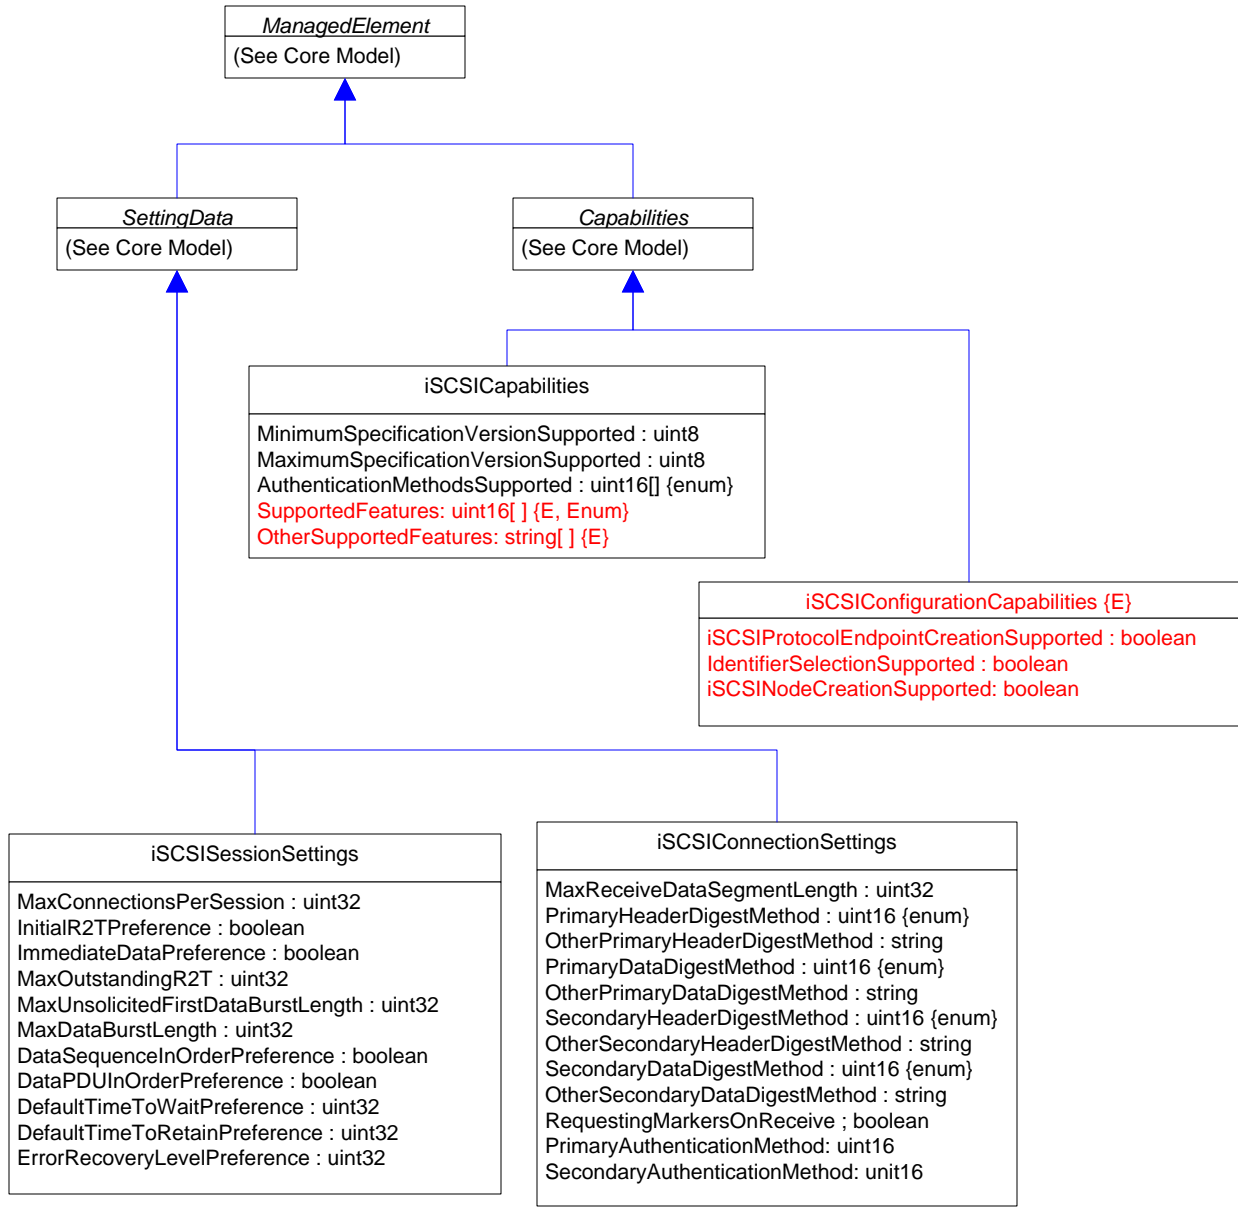 ManagedElement
(See Core Model)
SettingData
(See Core Model)
Capabilities
(See Core Model)
iSCSICapabilities
MinimumSpecificationVersionSupported : uint8
MaximumSpecificationVersionSupported : uint8
AuthenticationMethodsSupported : uint16[] {enum}
SupportedFeatures: uint16[ ] {E, Enum}
OtherSupportedFeatures: string[ ] {E}
iSCSIConfigurationCapabilities {E}
iSCSIProtocolEndpointCreationSupported : boolean
IdentifierSelectionSupported : boolean
iSCSINodeCreationSupported: boolean
iSCSISessionSettings
MaxConnectionsPerSession : uint32
InitialR2TPreference : boolean
ImmediateDataPreference : boolean
MaxOutstandingR2T : uint32
MaxUnsolicitedFirstDataBurstLength : uint32
MaxDataBurstLength : uint32
DataSequenceInOrderPreference : boolean
DataPDUInOrderPreference : boolean
DefaultTimeToWaitPreference : uint32
DefaultTimeToRetainPreference : uint32
ErrorRecoveryLevelPreference : uint32
iSCSIConnectionSettings
MaxReceiveDataSegmentLength : uint32
PrimaryHeaderDigestMethod : uint16 {enum}
OtherPrimaryHeaderDigestMethod : string
PrimaryDataDigestMethod : uint16 {enum}
OtherPrimaryDataDigestMethod : string
SecondaryHeaderDigestMethod : uint16 {enum}
OtherSecondaryHeaderDigestMethod : string
SecondaryDataDigestMethod : uint16 {enum}
OtherSecondaryDataDigestMethod : string
RequestingMarkersOnReceive ; boolean
PrimaryAuthenticationMethod: uint16
SecondaryAuthenticationMethod: unit16